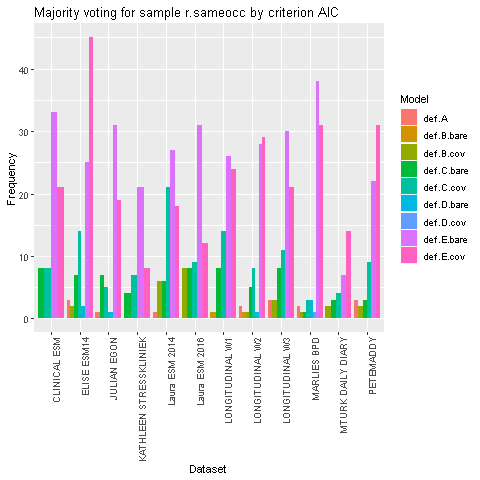 Majority voting for sample r.sameocc by criterion AIC
Frequency
40
30
20
10
0
CLINICAL ESM
ELISE ESM14
JULIAN EGON
KATHLEEN STRESSKLINIEK
Laura ESM 2014
Laura ESM 2016
LONGITUDINAL W1
LONGITUDINAL W2
LONGITUDINAL W3
MARLIES BPD
MTURK DAILY DIARY
PETEMADDY
Dataset
Model
def.A
def.B.bare
def.B.cov
def.C.bare
def.C.cov
def.D.bare
def.D.cov
def.E.bare
def.E.cov